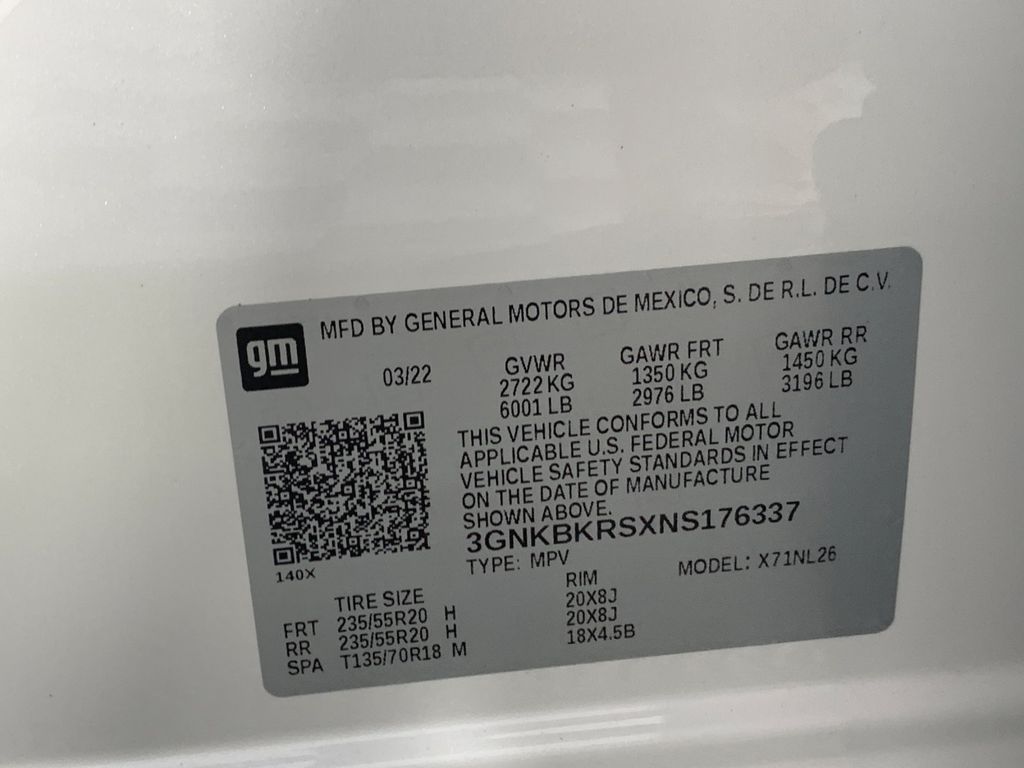 gm
MFD BY GENERAL MOTORS DE MEXICO, S. DE R.L. DE C.V.
03/22 GVWR GAWR FRT GAWR RR
2722 KG 1350 KG 1450 KG
6001 LB 2976 LB 3196 LB
THIS VEHICLE CONFORMS TO ALL
APPLICABLE U.S. FEDERAL MOTOR
VEHICLE SAFETY STANDARDS IN EFFECT
ON THE DATE OF MANUFACTURE
SHOWN ABOVE.
3GNKBKRSXNS176337
140X
TYPE: MPV MODEL: X71NL26
TIRE SIZE RIM
FRT 235/55R20 H 20X8J
RR 235/55R20 H 20X8J
SPA T135/70R18 M 18X4.5B